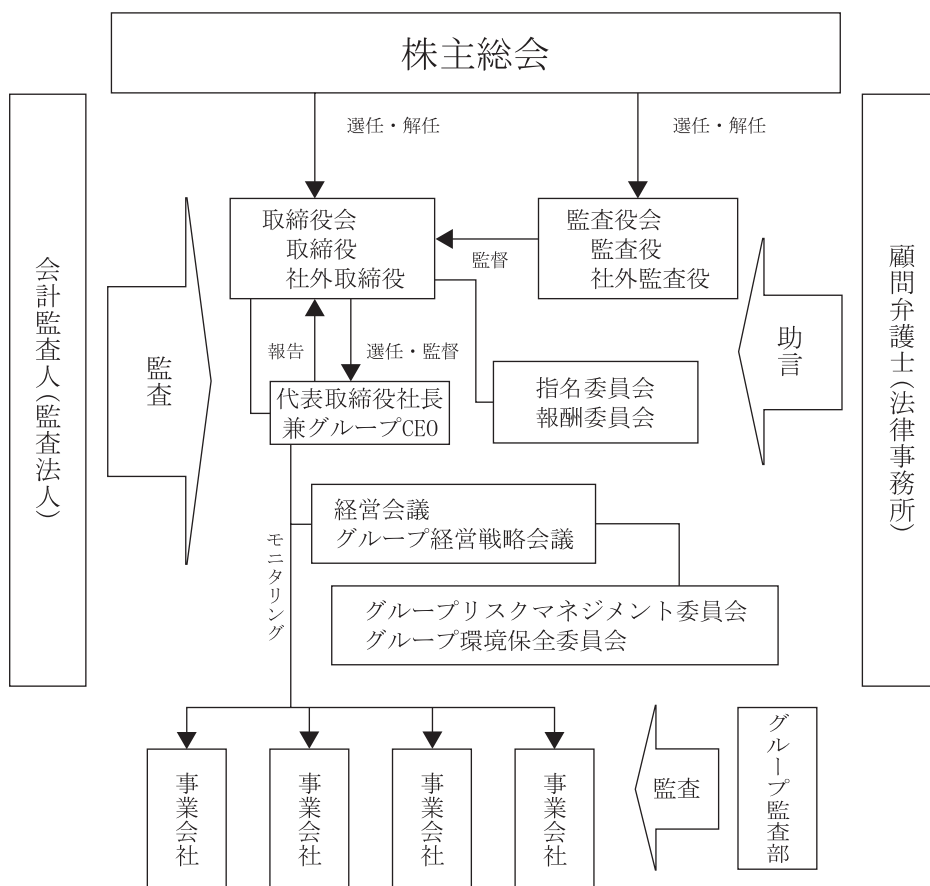 株主総会
選任・解任
選任・解任
取締役会
取締役
社外取締役
監査役会
監査役
社外監査役
監督
会計監査人(監査法人)
監査
報告
選任・監督
代表取締役社長
兼グループCEO
指名委員会
報酬委員会
助言
顧問弁護士(法律事務所)
経営会議
グループ経営戦略会議
モニタリング
グループリスクマネジメント委員会
グループ環境保全委員会
事業会社
事業会社
事業会社
事業会社
監査
グループ監査部